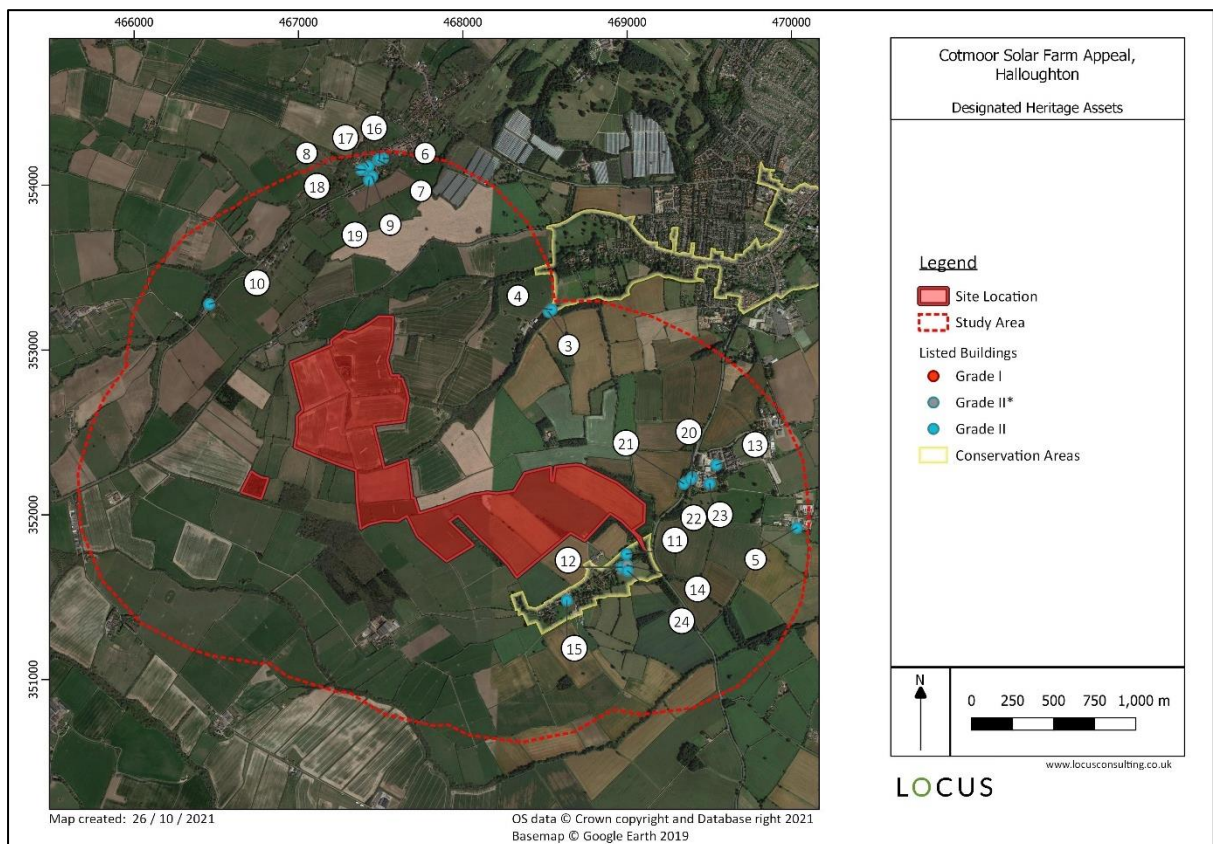 466000
467000
468000
469000
470000
354000
353000
352000
351000
16
17
8
6
18
7
19
9
10
4
3
21
20
13
22
23
11
12
5
14
24
15
Map created: 26 / 10 / 2021
OS data © Crown copyright and Database right 2021
Basemap © Google Earth 2019
Cotmoor Solar Farm Appeal,
Halloughton
Designated Heritage Assets
Legend
Site Location
Study Area
Listed Buildings
Grade I
Grade II*
Grade II
Conservation Areas
N
0 250 500 750 1,000 m
www.locusconsulting.co.uk
LOCUS